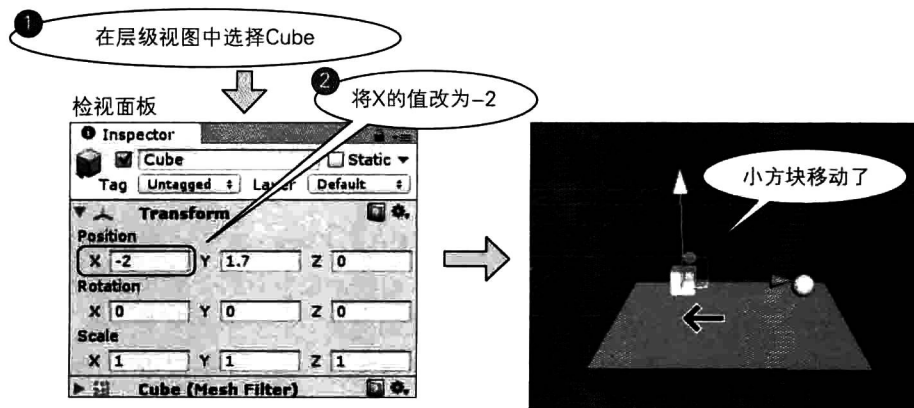 1
在层级视图中选择Cube
2
将X的值改为-2
检视面板
Inspector
Cube Static
Tag Untagged Layer Default
Transform
Position
X -2 Y 1.7 Z 0
Rotation
X 0 Y 0 Z 0
Scale
X 1 Y 1 Z 1
Cube (Mesh Filter)
小方块移动了